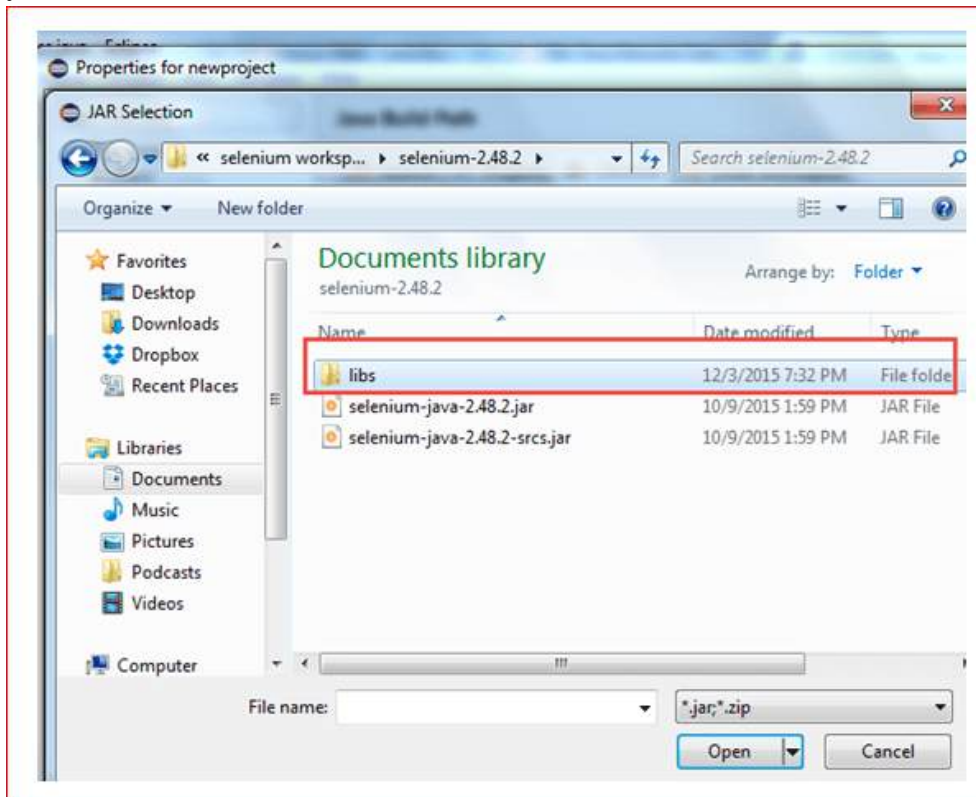 Properties for newproject
JAR Selection
Java Build Path
« selenium worksp... ▸ selenium-2.48.2 ▸
Search selenium-2.48.2
Organize ▾ New folder
Favorites
Desktop
Downloads
Dropbox
Recent Places
Libraries
Documents
Music
Pictures
Podcasts
Videos
Computer
Documents library
selenium-2.48.2
Arrange by: Folder ▾
Name Date modified Type
libs 12/3/2015 7:32 PM File folde
selenium-java-2.48.2.jar 10/9/2015 1:59 PM JAR File
selenium-java-2.48.2-srcs.jar 10/9/2015 1:59 PM JAR File
File name:
*.jar;*.zip
Open Cancel